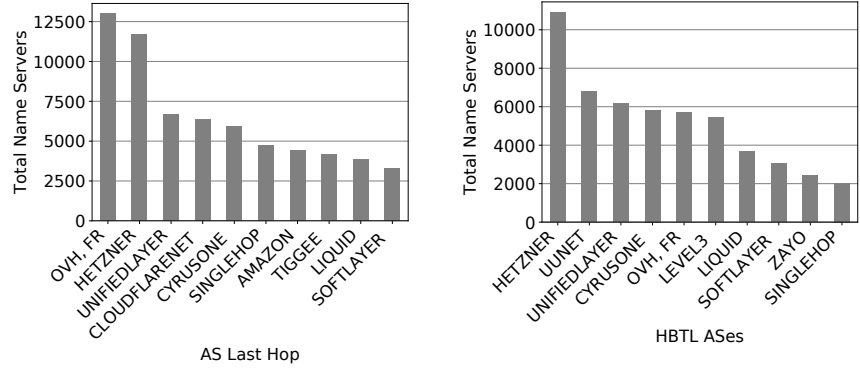 Total Name Servers
12500
10000
7500
5000
2500
0
OVH, FR
HETZNER
UNIFIEDLAYER
CLOUDFLARENET
CYRUSONE
SINGLEHOP
AMAZON
TIGGEE
LIQUID
SOFTLAYER
AS Last Hop
Total Name Servers
10000
8000
6000
4000
2000
0
HETZNER
UUNET
UNIFIEDLAYER
CYRUSONE
OVH, FR
LEVEL3
LIQUID
SOFTLAYER
ZAYO
SINGLEHOP
HBTL ASes